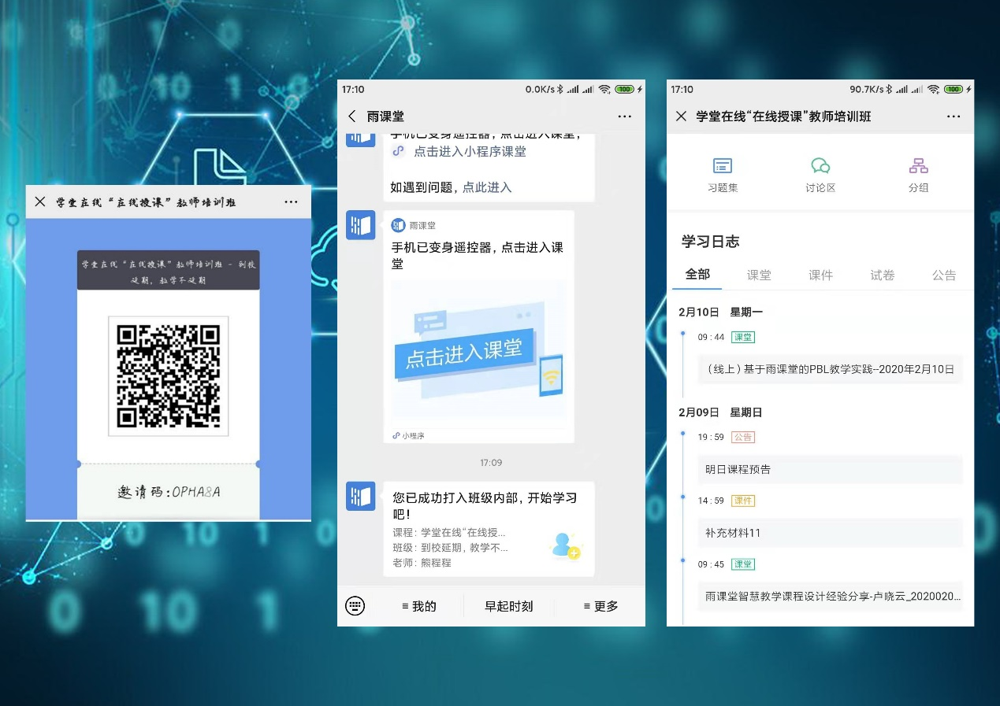 学堂在线“在线授课”教师培训班
学堂在线“在线授课”教师培训班 - 到校
延期，教学不延期
邀请码:OPHA8A
17:10
0.0K/s
100
雨课堂
手机已变身遥控器，点击进入课堂，
点击进入小程序课堂
如遇到问题，点此进入
雨课堂
手机已变身遥控器，点击进入课
堂
点击进入课堂
小程序
17:09
您已成功打入班级内部，开始学习
吧！
课程：学堂在线“在线授...
班级：到校延期，教学不...
老师：熊程程
≡ 我的
早起时刻
≡ 更多
17:10
90.7K/s
100
学堂在线“在线授课”教师培训班
习题集
讨论区
分组
学习日志
全部
课堂
课件
试卷
公告
2月10日 星期一
09 : 44 课堂
（线上）基于雨课堂的PBL教学实践--2020年2月10日
2月09日 星期日
19 : 59 公告
明日课程预告
14 : 59 课件
补充材料11
09 : 45 课堂
雨课堂智慧教学课程设计经验分享-卢晓云_2020020...
0 10 1 0
0 10 1 0
0 10 1